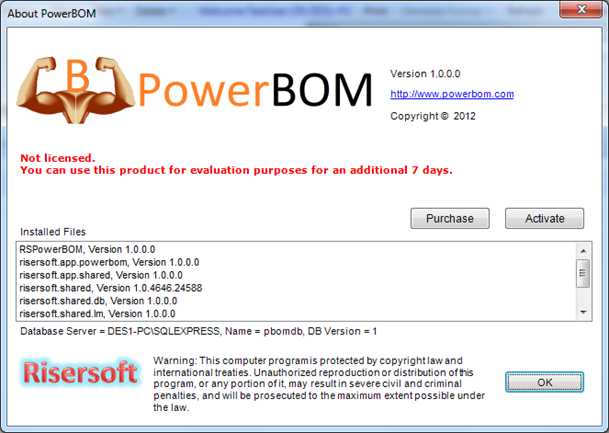 About PowerBOM
B
PowerBOM
Version 1.0.0.0
http://www.powerbom.com
Copyright © 2012
Not licensed.
You can use this product for evaluation purposes for an additional 7 days.
Purchase
Activate
Installed Files
RSPowerBOM, Version 1.0.0.0
risersoft.app.powerbom, Version 1.0.0.0
risersoft.app.shared, Version 1.0.0.0
risersoft.shared, Version 1.0.4646.24588
risersoft.shared.db, Version 1.0.0.0
risersoft.shared.lm, Version 1.0.0.0
Database Server = DES1-PC\SQLEXPRESS, Name = pbomdb, DB Version = 1
Risersoft
Warning: This computer program is protected by copyright law and
international treaties. Unauthorized reproduction or distribution of this
program, or any portion of it, may result in severe civil and criminal
penalties, and will be prosecuted to the maximum extent possible under
the law.
OK